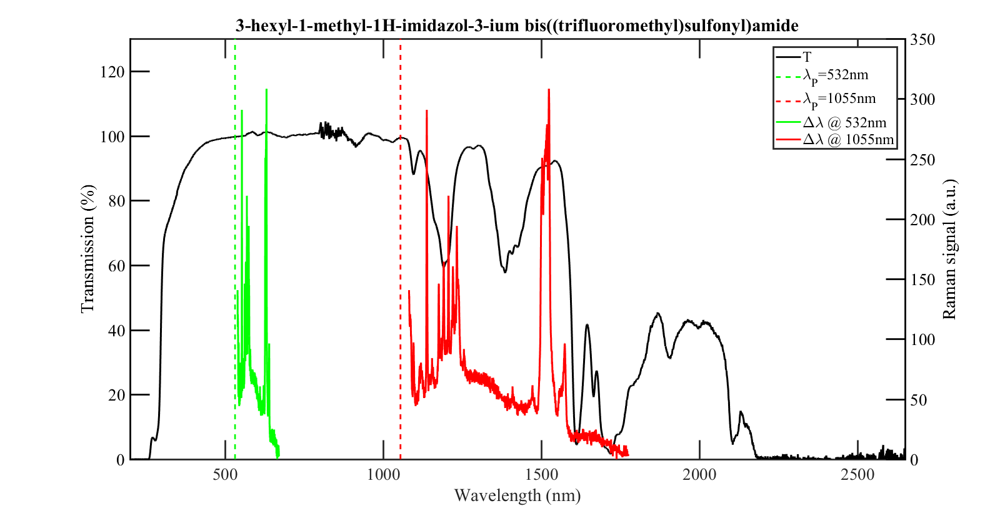 3-hexyl-1-methyl-1H-imidazol-3-ium bis((trifluoromethyl)sulfonyl)amide
T
λP=532nm
λP=1055nm
Δλ @ 532nm
Δλ @ 1055nm
Transmission (%)
120
100
80
60
40
20
0
350
300
250
200
150
100
50
0
Raman signal (a.u.)
500
1000
1500
2000
2500
Wavelength (nm)